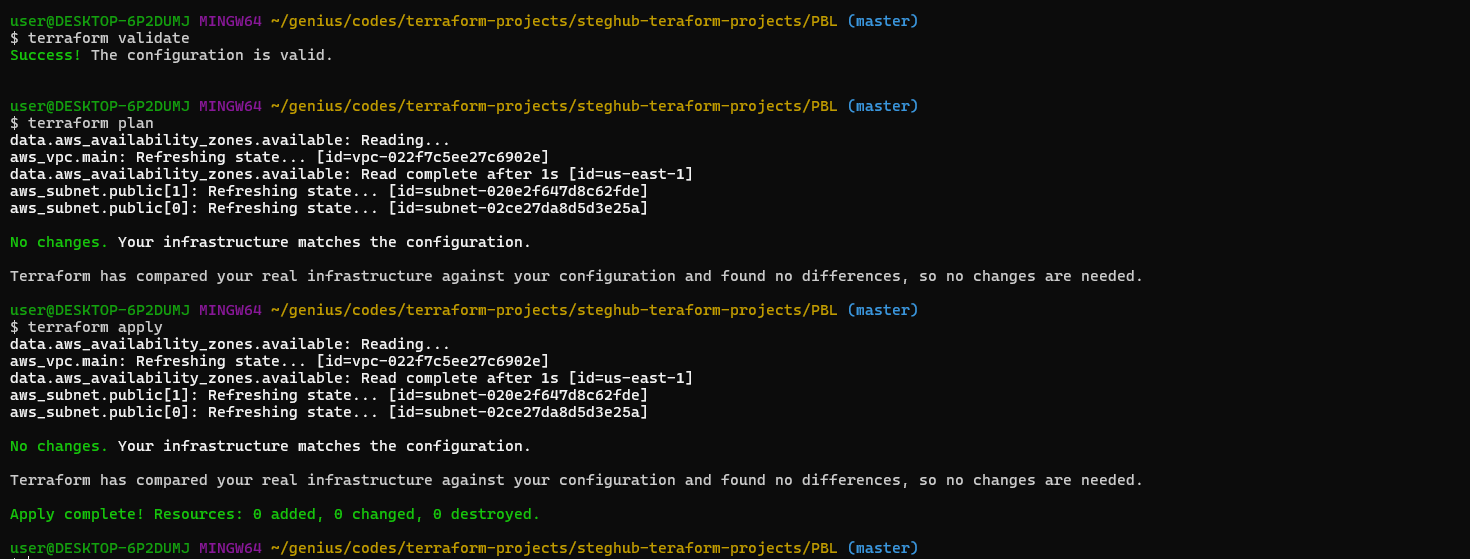 user@DESKTOP-6P2DUMJ MINGW64 ~/genius/codes/terraform-projects/steghub-teraform-projects/PBL (master)
$ terraform validate
Success! The configuration is valid.
user@DESKTOP-6P2DUMJ MINGW64 ~/genius/codes/terraform-projects/steghub-teraform-projects/PBL (master)
$ terraform plan
data.aws_availability_zones.available: Reading...
aws_vpc.main: Refreshing state... [id=vpc-022f7c5ee27c6902e]
data.aws_availability_zones.available: Read complete after 1s [id=us-east-1]
aws_subnet.public[1]: Refreshing state... [id=subnet-020e2f647d8c62fde]
aws_subnet.public[0]: Refreshing state... [id=subnet-02ce27da8d5d3e25a]
No changes. Your infrastructure matches the configuration.
Terraform has compared your real infrastructure against your configuration and found no differences, so no changes are needed.
user@DESKTOP-6P2DUMJ MINGW64 ~/genius/codes/terraform-projects/steghub-teraform-projects/PBL (master)
$ terraform apply
data.aws_availability_zones.available: Reading...
aws_vpc.main: Refreshing state... [id=vpc-022f7c5ee27c6902e]
data.aws_availability_zones.available: Read complete after 1s [id=us-east-1]
aws_subnet.public[1]: Refreshing state... [id=subnet-020e2f647d8c62fde]
aws_subnet.public[0]: Refreshing state... [id=subnet-02ce27da8d5d3e25a]
No changes. Your infrastructure matches the configuration.
Terraform has compared your real infrastructure against your configuration and found no differences, so no changes are needed.
Apply complete! Resources: 0 added, 0 changed, 0 destroyed.
user@DESKTOP-6P2DUMJ MINGW64 ~/genius/codes/terraform-projects/steghub-teraform-projects/PBL (master)